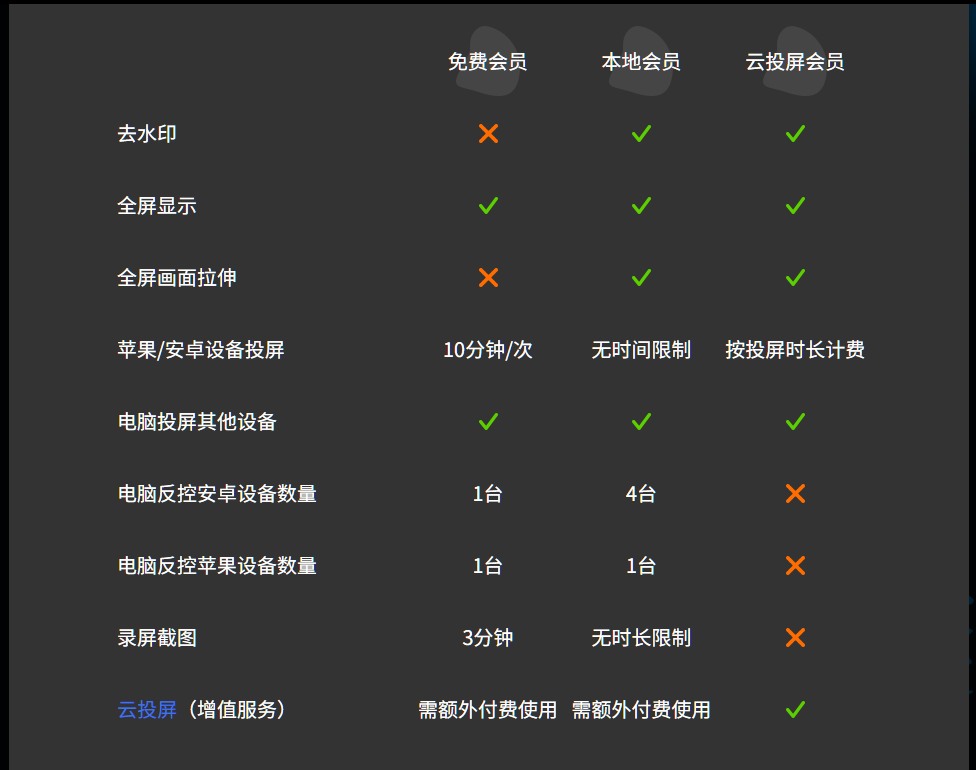 免费会员 本地会员 云投屏会员
去水印
全屏显示
全屏画面拉伸
苹果/安卓设备投屏 10分钟/次 无时间限制 按投屏时长计费
电脑投屏其他设备
电脑反控安卓设备数量 1台 4台
电脑反控苹果设备数量 1台 1台
录屏截图 3分钟 无时长限制
云投屏（增值服务） 需额外付费使用 需额外付费使用